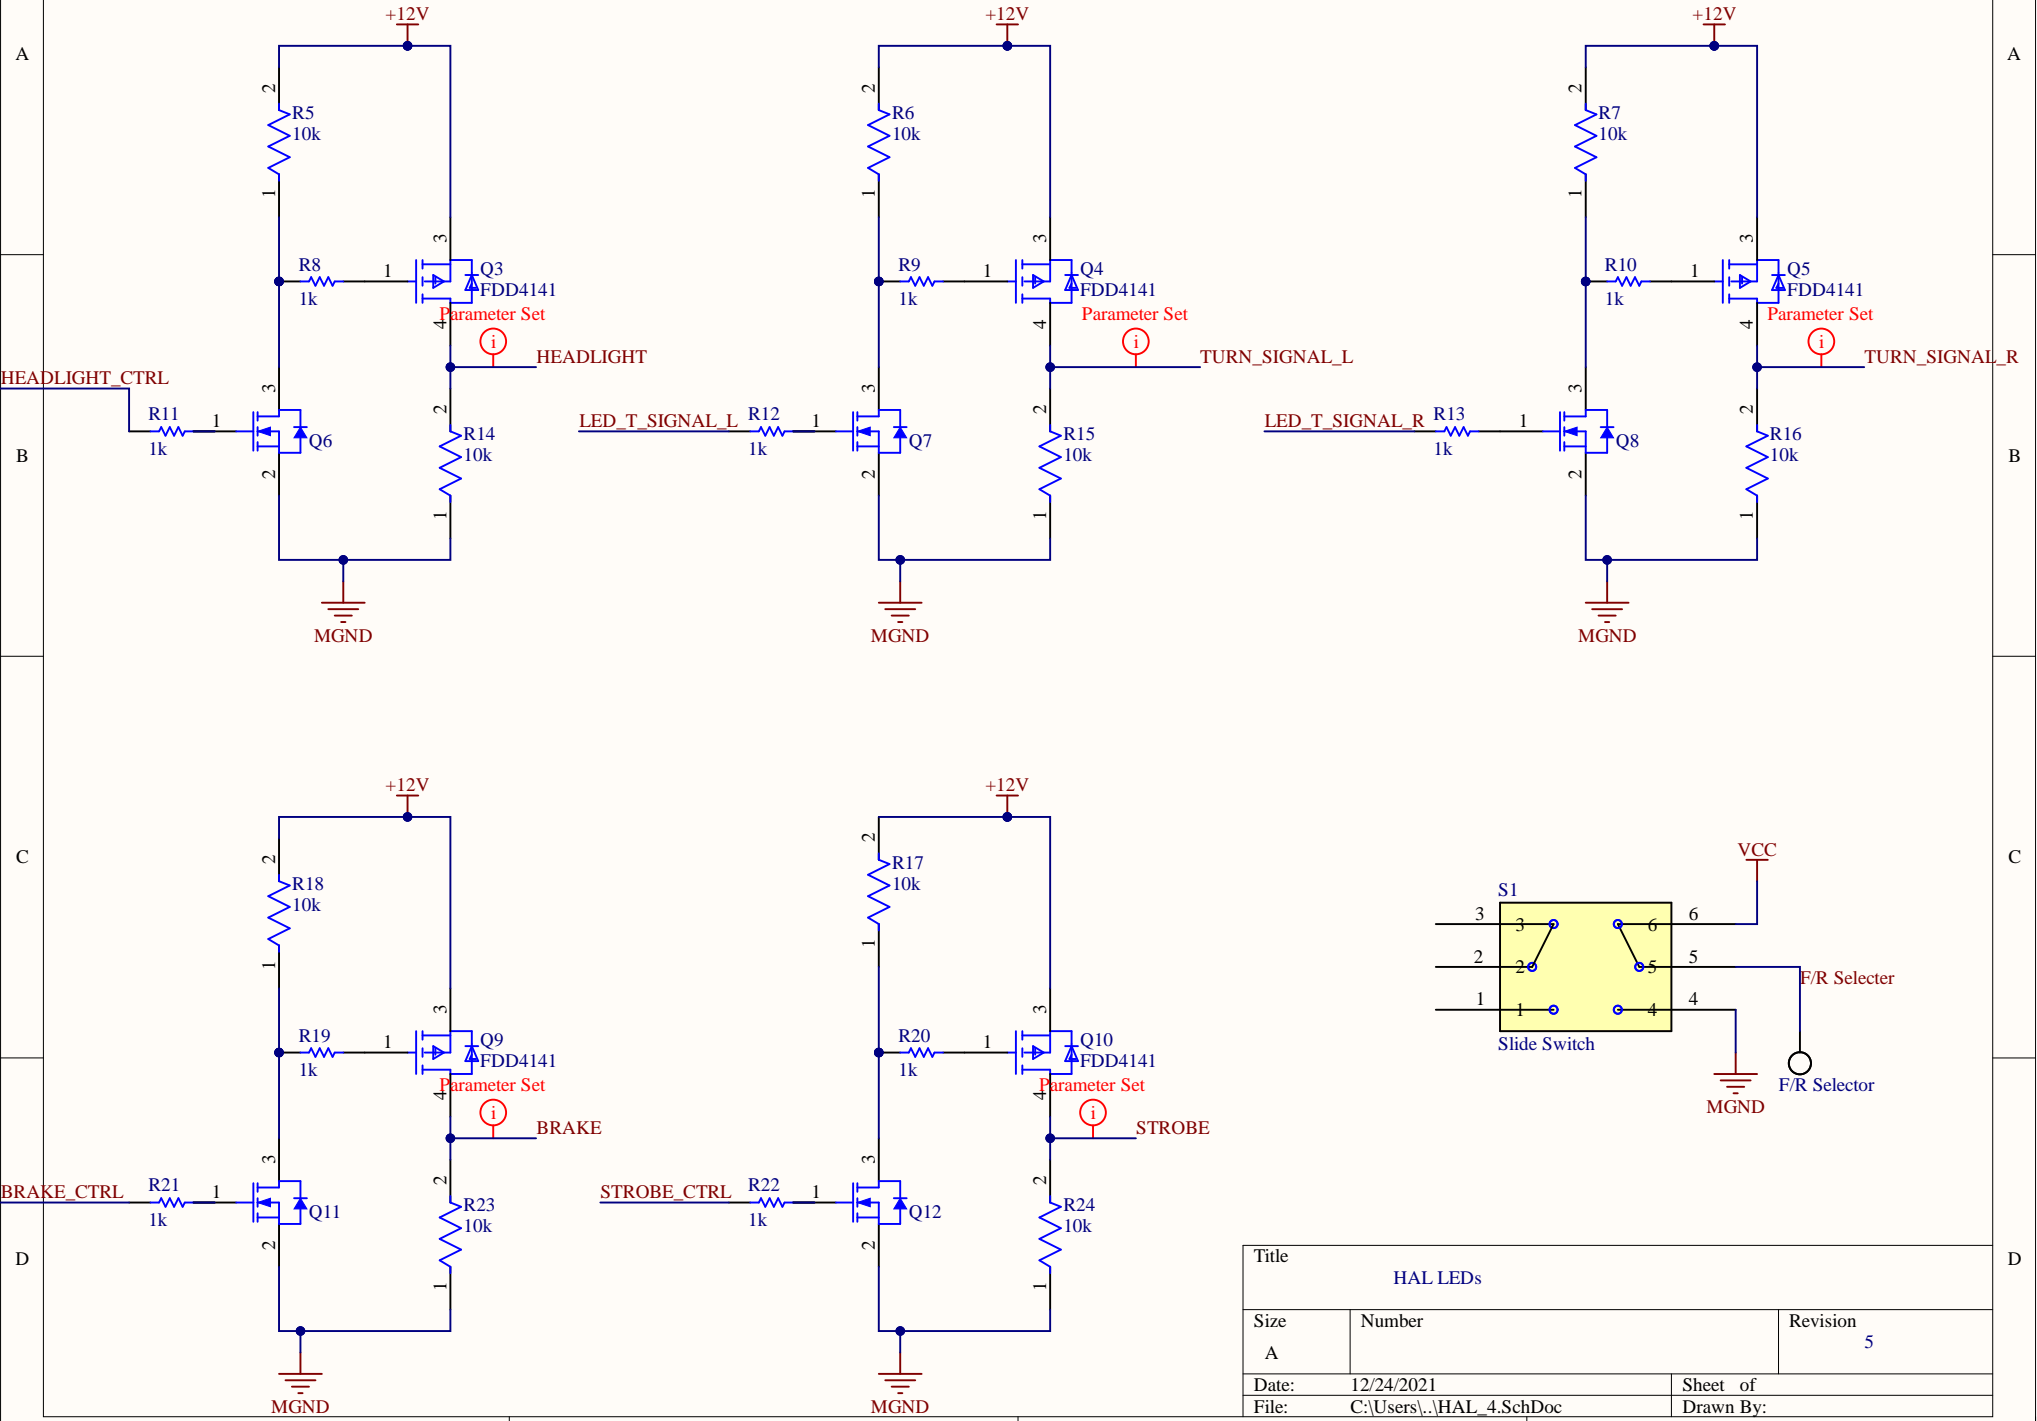 +12V
+12V
+12V
A
A
2
R5
10k
1
2
R6
10k
1
2
R7
10k
1
3
3
3
R8
1k
1
Q3
FDD4141
R9
1k
1
Q4
FDD4141
R10
1k
1
Q5
FDD4141
Parameter Set
4
i
HEADLIGHT
Parameter Set
4
i
TURN_SIGNAL_L
Parameter Set
4
i
TURN_SIGNAL_R
HEADLIGHT_CTRL
R11
1k
1
3
Q6
2
2
R14
10k
1
LED_T_SIGNAL_L
R12
1k
1
3
Q7
2
2
R15
10k
1
LED_T_SIGNAL_R
R13
1k
1
3
Q8
2
2
R16
10k
1
B
B
MGND
MGND
MGND
+12V
+12V
C
C
2
R18
10k
1
2
R17
10k
1
3
3
R19
1k
1
Q9
FDD4141
R20
1k
1
Q10
FDD4141
Parameter Set
4
i
BRAKE
Parameter Set
4
i
STROBE
VCC
S1
3
3
6
6
2
2
5
5
1
1
4
4
Slide Switch
F/R Selecter
F/R Selector
MGND
BRAKE_CTRL
R21
1k
1
3
Q11
2
2
R23
10k
1
STROBE_CTRL
R22
1k
1
3
Q12
2
2
R24
10k
1
D
D
MGND
MGND
Title
HAL LEDs
Size
A
Number
Revision
5
Date:
12/24/2021
Sheet of
File:
C:\Users\..\HAL_4.SchDoc
Drawn By: